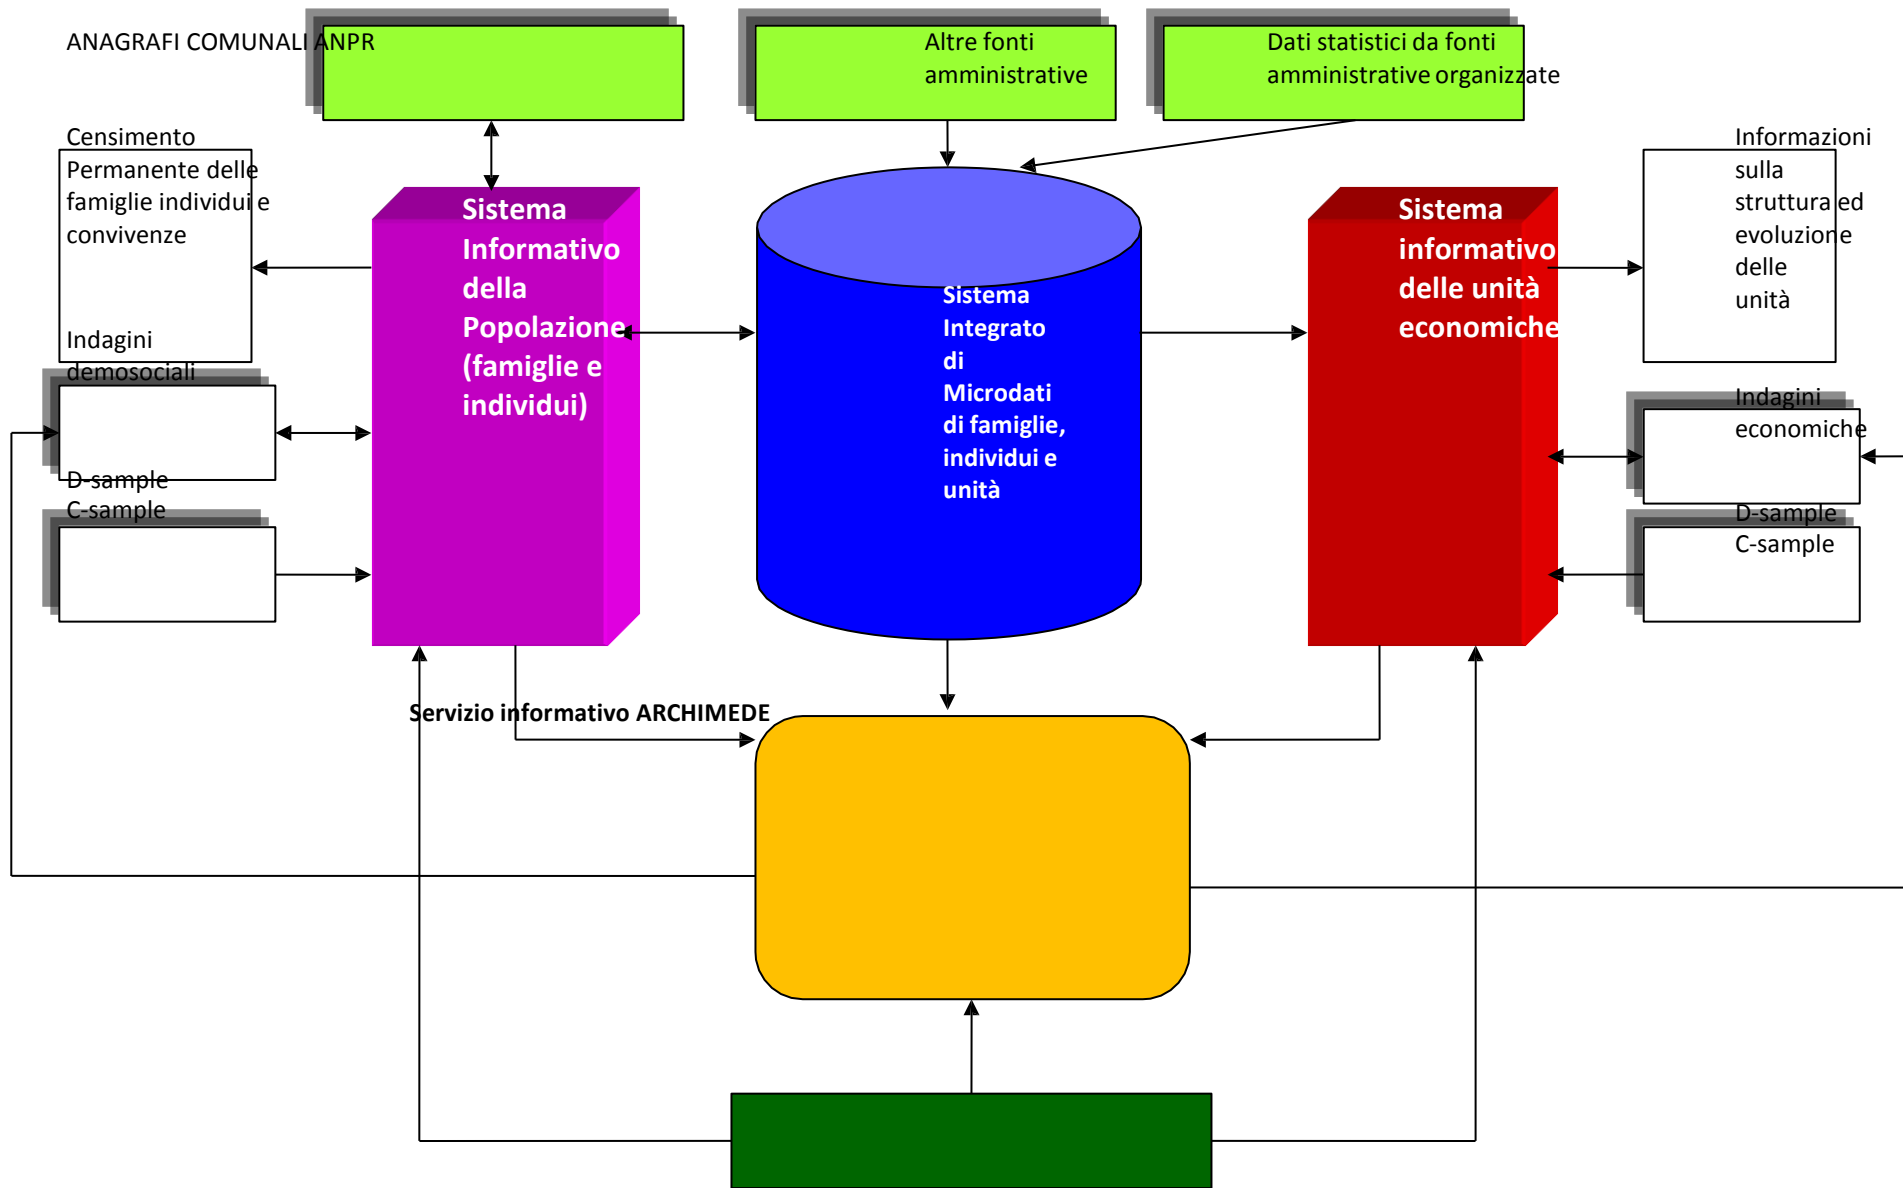 ANAGRAFI COMUNALI ANPR
Altre fonti
amministrative
Dati statistici da fonti
amministrative organizzate
Censimento
Permanente delle
famiglie individui e
convivenze
Indagini
demosociali
D-sample
C-sample
Sistema
Informativo
della
Popolazione
(famiglie e
individui)
Sistema
Integrato
di
Microdati
di famiglie,
individui e
unità
Sistema
informativo
delle unità
economiche
Informazioni
sulla
struttura ed
evoluzione
delle
unità
Indagini
economiche
D-sample
C-sample
Servizio informativo ARCHIMEDE